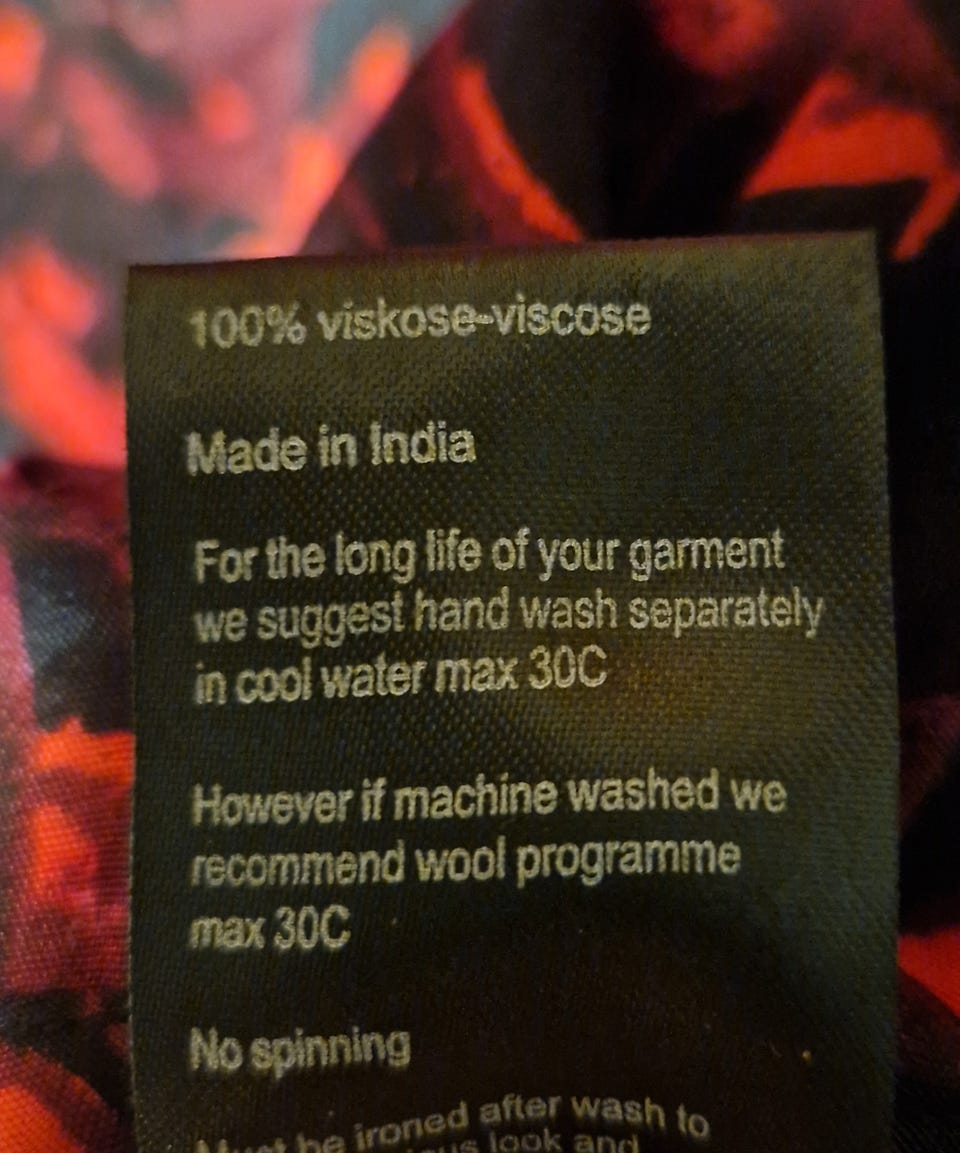 100% viskose-viscose
Made in India
For the long life of your garment
we suggest hand wash separately
in cool water max 30C
However if machine washed we
recommend wool programme
max 30C
No spinning
Must be ironed after wash to
look and